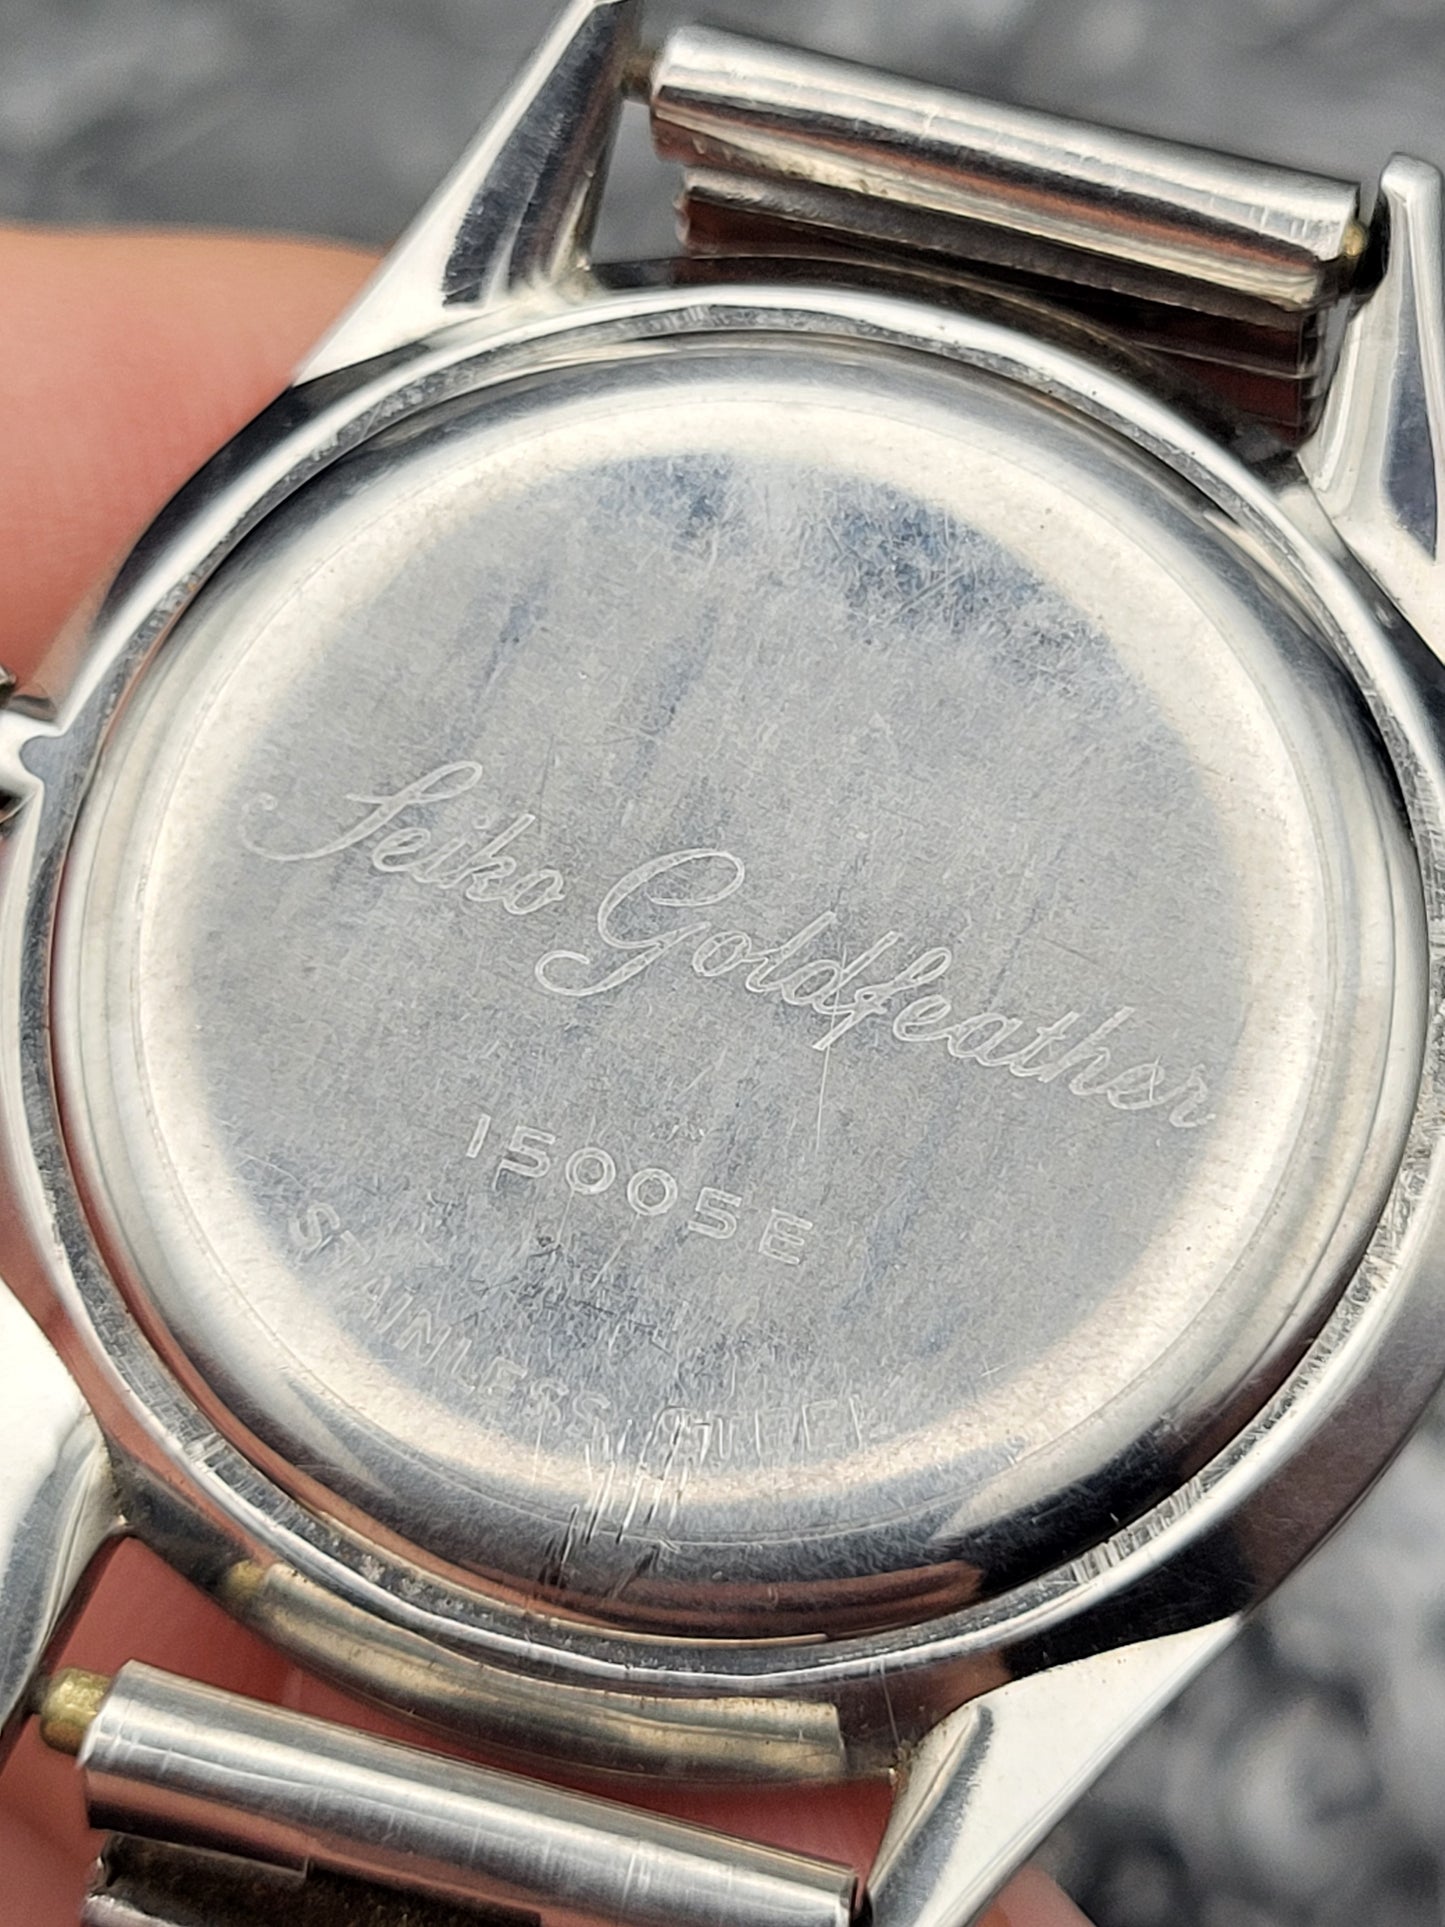 Seiko Goldfeather
15005E
STAINLESS STEEL